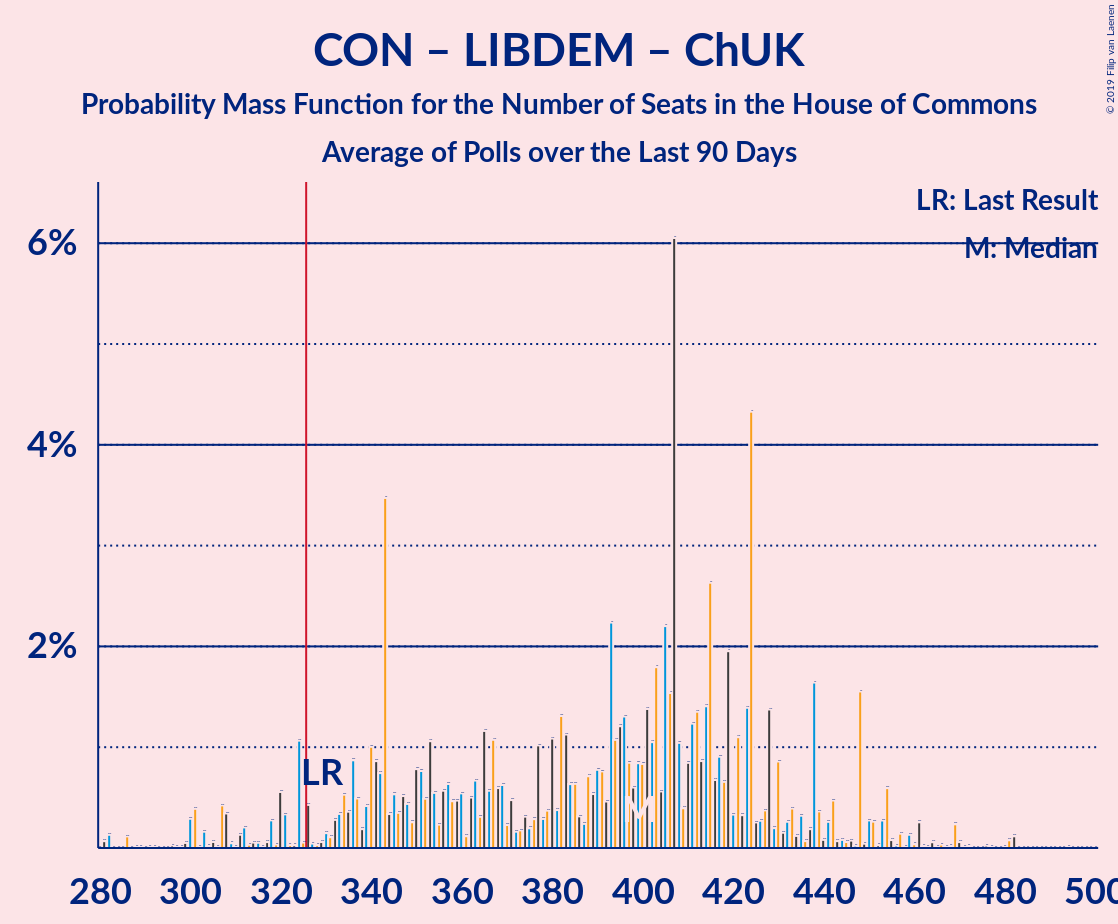 CON – LIBDEM – ChUK
Probability Mass Function for the Number of Seats in the House of Commons
Average of Polls over the Last 90 Days
© 2019 Filip van Laenen
LR: Last Result
M: Median
6%
4%
2%
LR
M
280 300 320 340 360 380 400 420 440 460 480 500